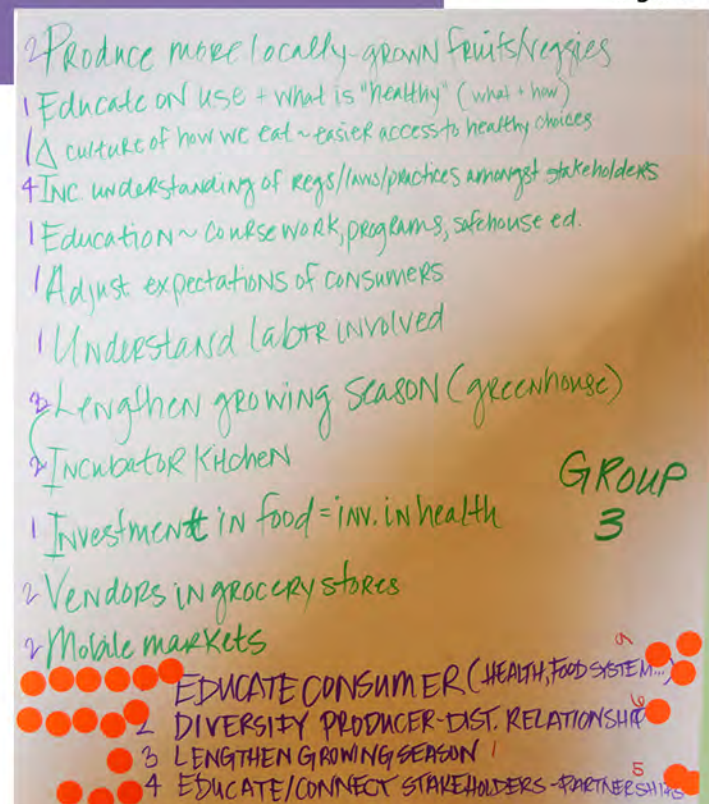 2 Produce more locally-grown fruits/veggies
1 Educate on use + what is "healthy" (what + how)
1 Δ culture of how we eat ~ easier access to healthy choices
4 Inc understanding of regs/laws/practices amongst stakeholders
1 Education ~ coursework, programs, safehouse ed.
1 Adjust expectations of consumers
1 Understand labor involved
Lengthen growing season (greenhouse)
2 Incubator Kitchen
GROUP
3
1 Investment in food = inv. in health
2 Vendors in grocery stores
2 Mobile markets
EDUCATE CONSUMER (HEALTH, FOOD SYSTEM...) 9
2 DIVERSIFY PRODUCER-DIST. RELATIONSHIP 6
3 LENGTHEN GROWING SEASON 1
4 EDUCATE/CONNECT STAKEHOLDERS - PARTNERSHIPS 5